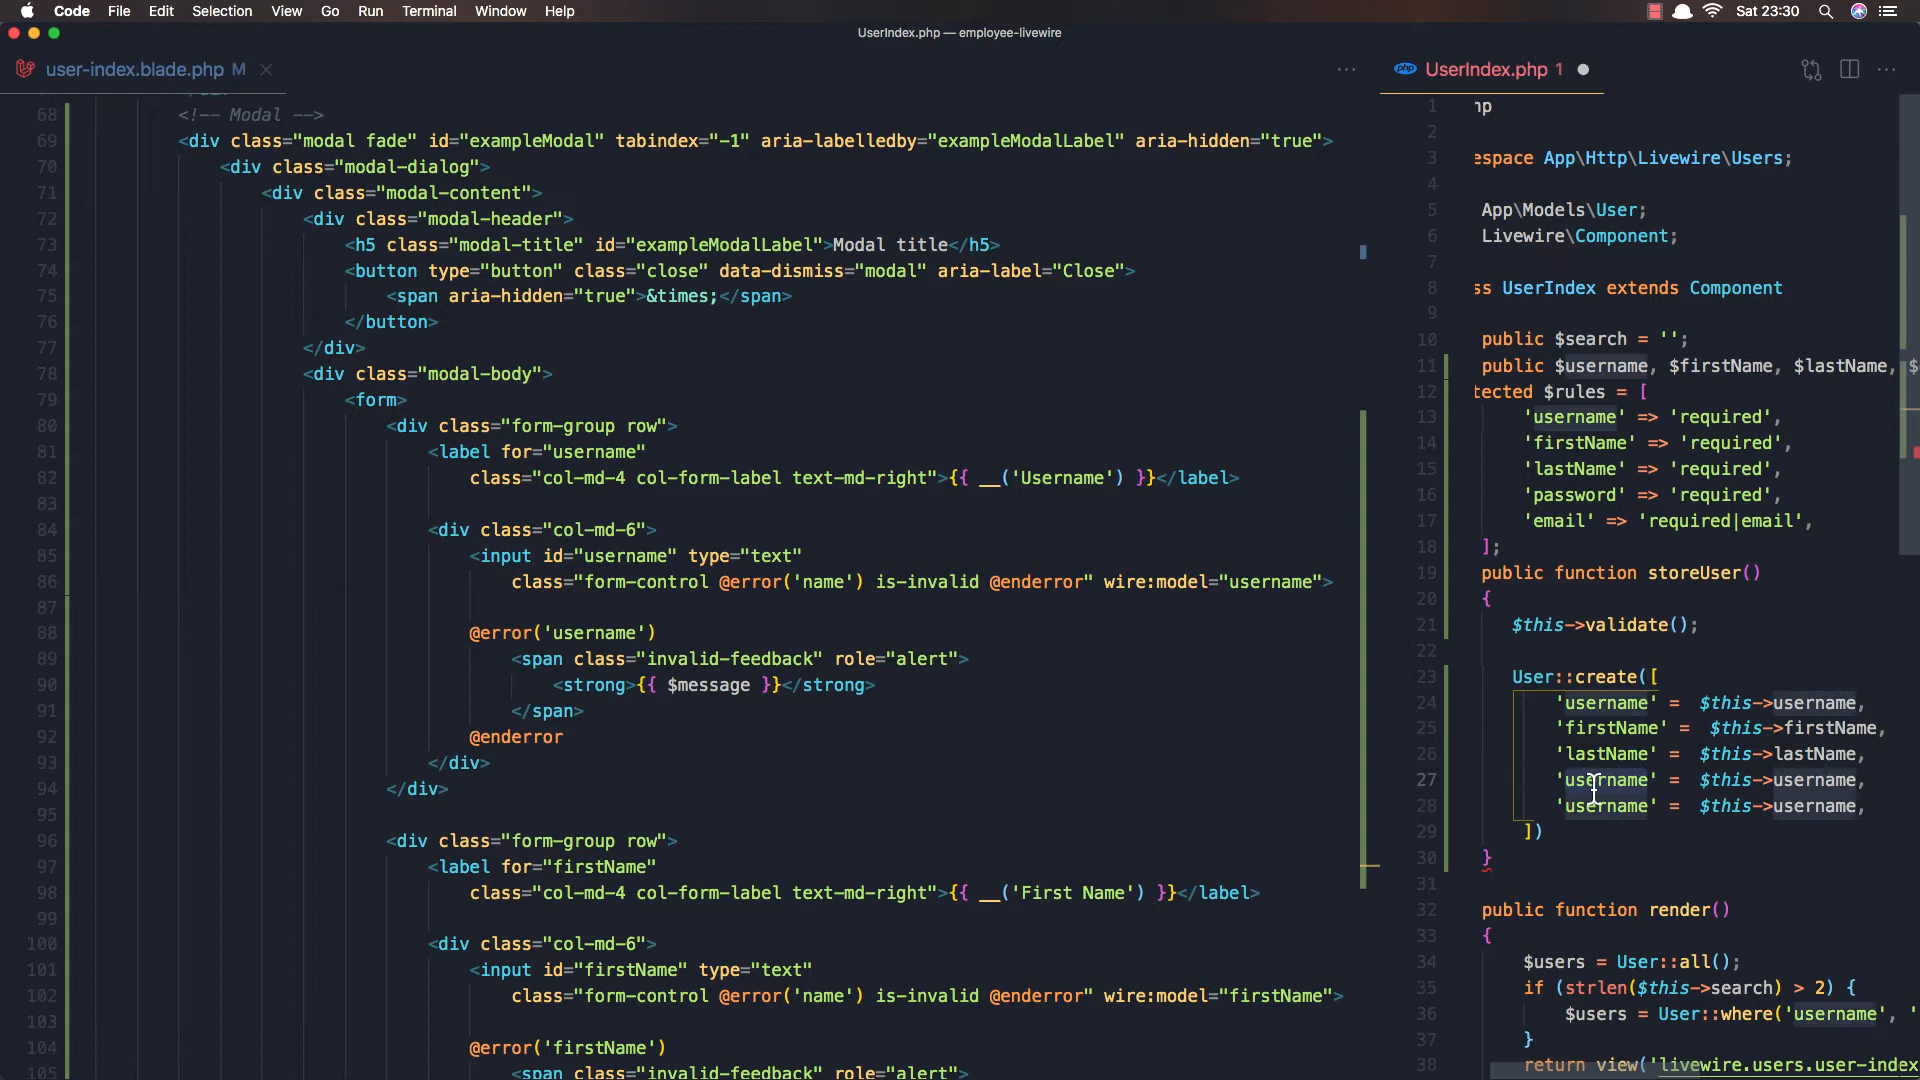 Code File Edit Selection View Go Run Terminal Window Help Sat 23:30
UserIndex.php — employee-livewire
user-index.blade.php M
68 <!-- Modal -->
69 <div class="modal fade" id="exampleModal" tabindex="-1" aria-labelledby="exampleModalLabel" aria-hidden="true">
70 <div class="modal-dialog">
71 <div class="modal-content">
72 <div class="modal-header">
73 <h5 class="modal-title" id="exampleModalLabel">Modal title</h5>
74 <button type="button" class="close" data-dismiss="modal" aria-label="Close">
75 <span aria-hidden="true">&times;</span>
76 </button>
77 </div>
78 <div class="modal-body">
79 <form>
80 <div class="form-group row">
81 <label for="username"
82 class="col-md-4 col-form-label text-md-right">{{ __('Username') }}</label>
83
84 <div class="col-md-6">
85 <input id="username" type="text"
86 class="form-control @error('name') is-invalid @enderror" wire:model="username">
87
88 @error('username')
89 <span class="invalid-feedback" role="alert">
90 <strong>{{ $message }}</strong>
91 </span>
92 @enderror
93 </div>
94 </div>
95
96 <div class="form-group row">
97 <label for="firstName"
98 class="col-md-4 col-form-label text-md-right">{{ __('First Name') }}</label>
99
100 <div class="col-md-6">
101 <input id="firstName" type="text"
102 class="form-control @error('name') is-invalid @enderror" wire:model="firstName">
103
104 @error('firstName')
105 <span class="invalid-feedback" role="alert">
php UserIndex.php 1
1 hp
2
3 espace App\Http\Livewire\Users;
4
5 App\Models\User;
6 Livewire\Component;
7
8 ss UserIndex extends Component
9
10 public $search = '';
11 public $username, $firstName, $lastName, $
12 tected $rules = [
13 'username' => 'required',
14 'firstName' => 'required',
15 'lastName' => 'required',
16 'password' => 'required',
17 'email' => 'required|email',
18 ];
19 public function storeUser()
20 {
21 $this->validate();
22
23 User::create([
24 'username' = $this->username,
25 'firstName' = $this->firstName,
26 'lastName' = $this->lastName,
27 'username' = $this->username,
28 'username' = $this->username,
29 ])
30 }
31
32 public function render()
33 {
34 $users = User::all();
35 if (strlen($this->search) > 2) {
36 $users = User::where('username', '
37 }
38 return view('livewire.users.user-index